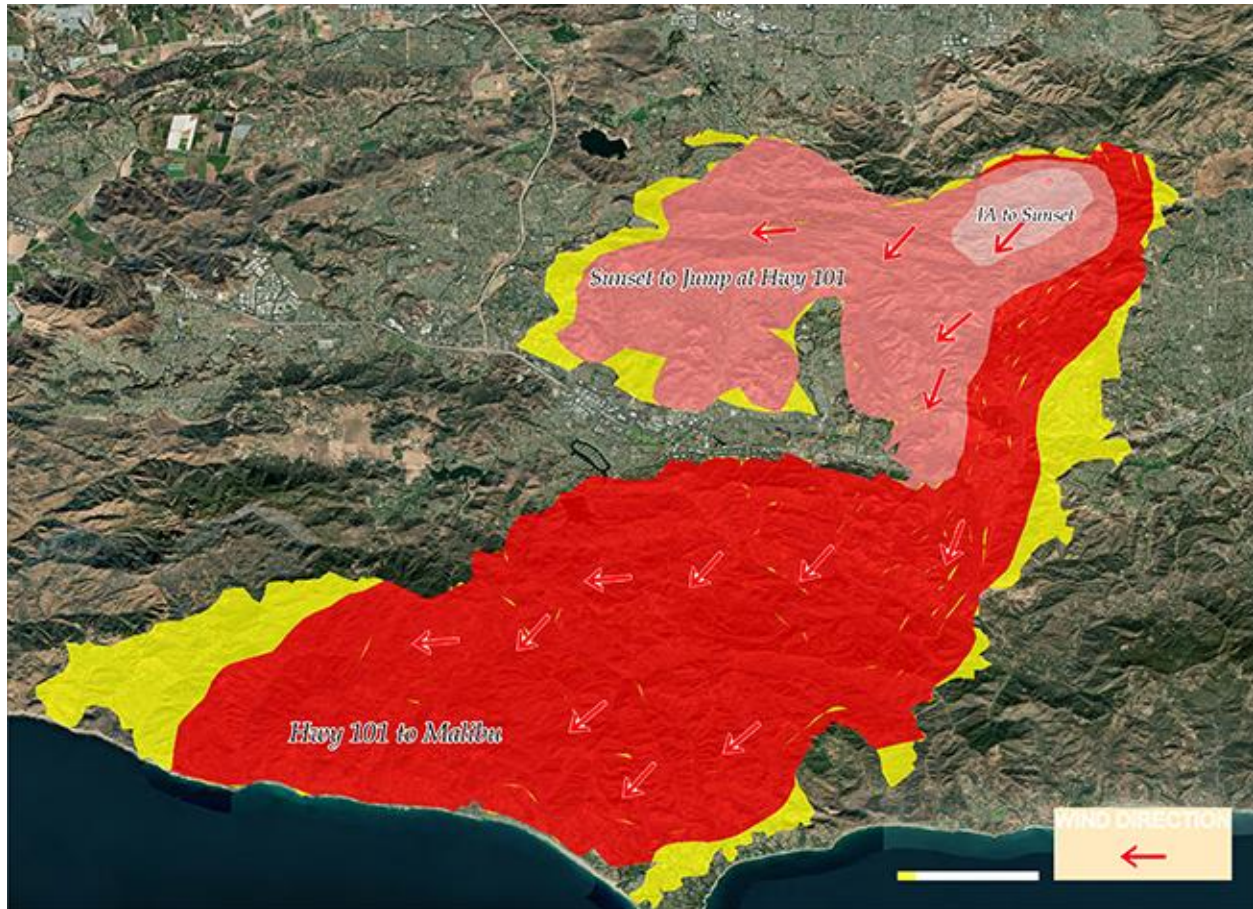 IA to Sunset
Sunset to Jump at Hwy 101
Hwy 101 to Malibu
WIND DIRECTION